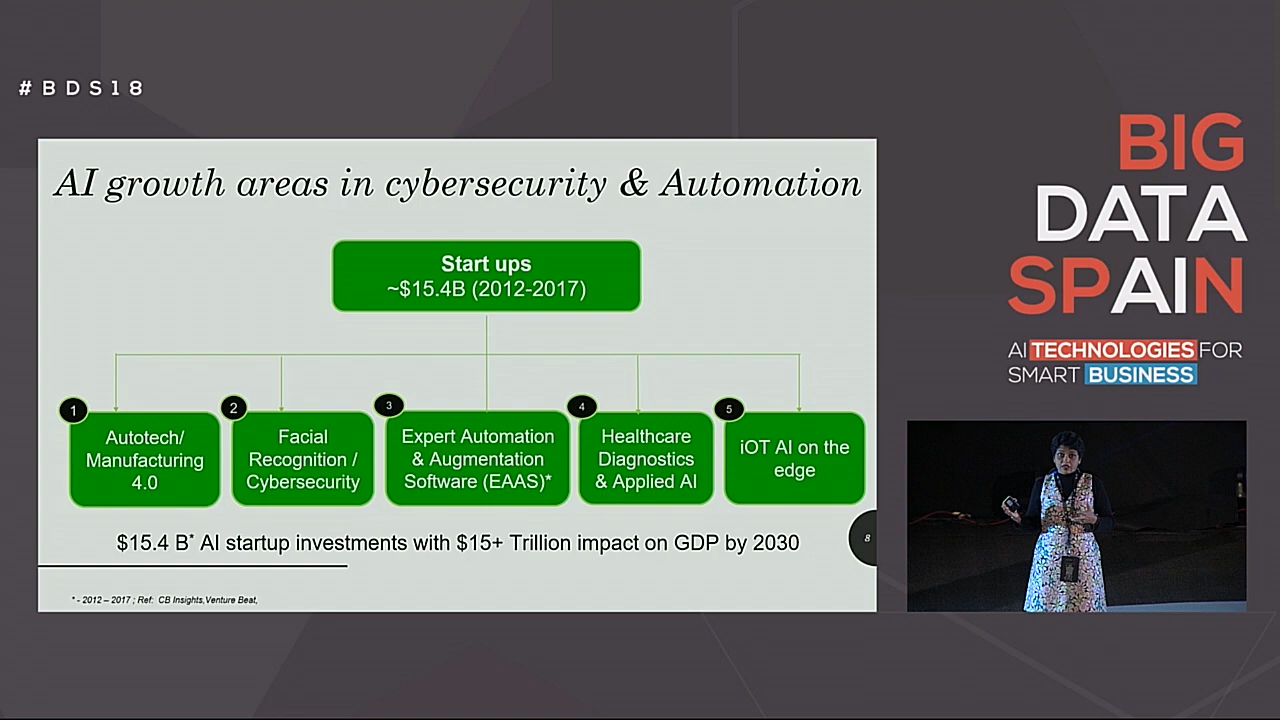 #BDS18
AI growth areas in cybersecurity & Automation
Start ups
~$15.4B (2012-2017)
1
Autotech/
Manufacturing
4.0
2
Facial
Recognition /
Cybersecurity
3
Expert Automation
& Augmentation
Software (EAAS)*
4
Healthcare
Diagnostics
& Applied AI
5
iOT AI on the
edge
$15.4 B* AI startup investments with $15+ Trillion impact on GDP by 2030
8
* - 2012 – 2017 ; Ref: CB Insights,Venture Beat,
BIG
DATA
SPAIN
AI TECHNOLOGIES FOR
SMART BUSINESS